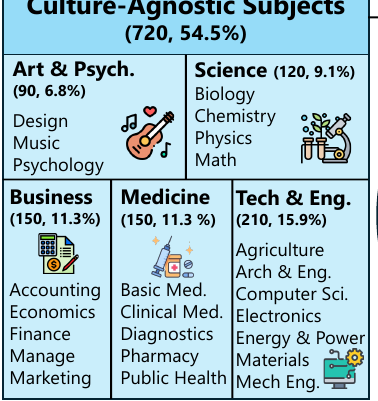 Culture-Agnostic Subjects
(720, 54.5%)
Art & Psych.
(90, 6.8%)
Design
Music
Psychology
Science (120, 9.1%)
Biology
Chemistry
Physics
Math
Business
(150, 11.3%)
Accounting
Economics
Finance
Manage
Marketing
Medicine
(150, 11.3 %)
Basic Med.
Clinical Med.
Diagnostics
Pharmacy
Public Health
Tech & Eng.
(210, 15.9%)
Agriculture
Arch & Eng.
Computer Sci.
Electronics
Energy & Power
Materials
Mech Eng.